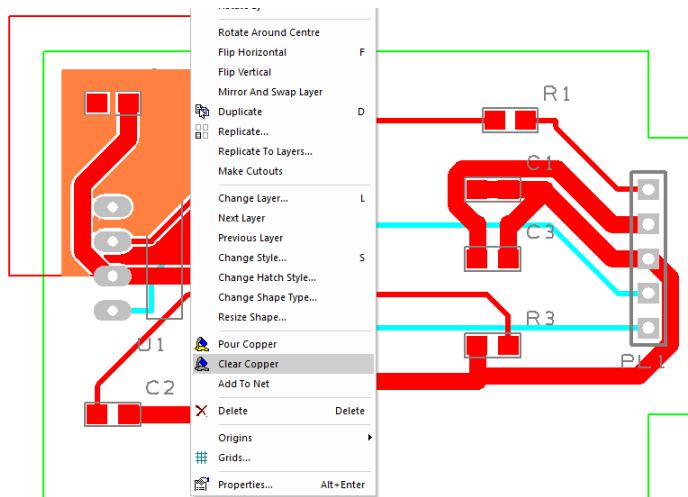 Rotate Around Centre
Flip Horizontal F
Flip Vertical
Mirror And Swap Layer
Duplicate D
Replicate...
Replicate To Layers...
Make Cutouts
Change Layer... L
Next Layer
Previous Layer
Change Style... S
Change Hatch Style...
Change Shape Type...
Resize Shape...
Pour Copper
Clear Copper
Add To Net
Delete Delete
Origins
Grids...
Properties... Alt+Enter
R1
C1
C3
R3
PL1
U1
C2